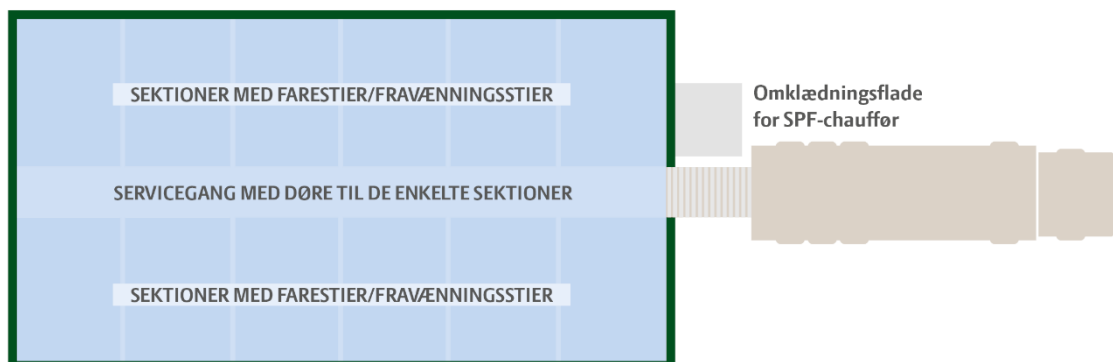 SEKTIONER MED FARESTIER/FRAVÆNNINGSSTIER
Omklædningsflade
for SPF-chauffør
SERVICEGANG MED DØRE TIL DE ENKELTE SEKTIONER
SEKTIONER MED FARESTIER/FRAVÆNNINGSSTIER